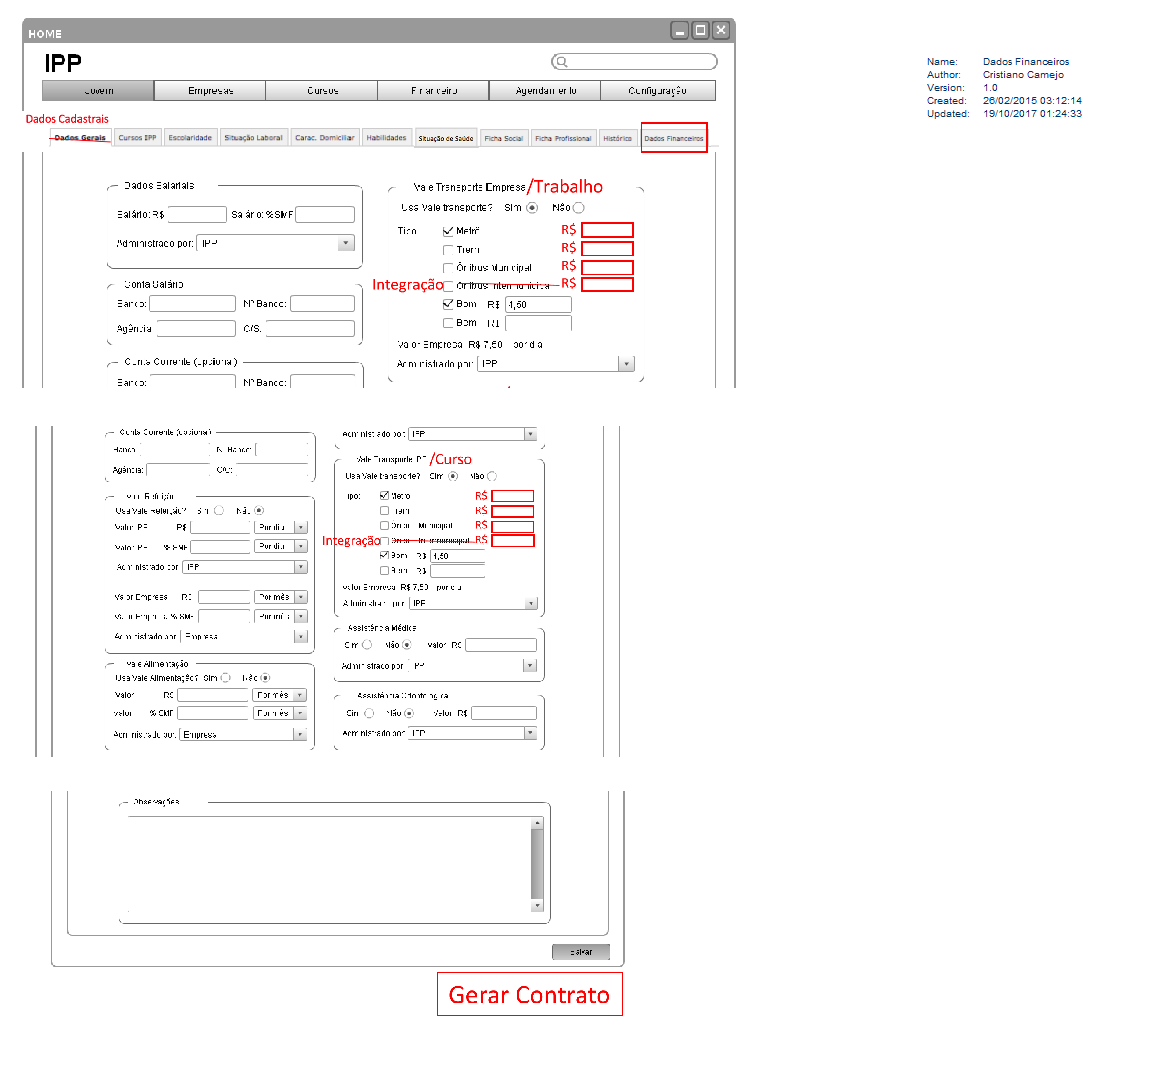 HOME
IPP
Jovem Empresas Cursos Financeiro Agendamento Configuração
Dados Cadastrais
Dados Gerais Cursos IPP Escolaridade Situação Laboral Carac. Domiciliar Habilidades Situação de Saúde Ficha Social Ficha Profissional Histórico Dados Financeiros
Name: Dados Financeiros
Author: Cristiano Camejo
Version: 1.0
Created: 26/02/2015 03:12:14
Updated: 19/10/2017 01:24:33
Dados Salariais
Salário: R$ Salário: %SMF
Administrado por: IPP
Conta Salário
Banco: Nº Banco:
Agência: C/S:
Conta Corrente (opcional)
Banco: Nº Banco:
Vale Transporte Empresa /Trabalho
Usa Vale transporte? Sim Não
Tipo Metrô R$
Trem R$
Ônibus Municipal R$
Integração Ônibus Intermunicipal R$
Bom R$ 4,50
Bem R$
Valor Empresa R$ 7,50 por dia
Administrado por: IPP
Conta Corrente (opcional)
Banco: Nº Banco:
Agência: C/C:
Vale Refeição
Usa Vale Refeição? Sim Não
Valor R$ Por dia
Valor % SMF Por dia
Administrado por IPP
Valor Empresa R$ Por mês
Valor Empresa % SMF Por mês
Administrado por Empresa
Vale Alimentação
Usa Vale Alimentação? Sim Não
Valor R$ Por mês
Valor % SMF Por mês
Administrado por: Empresa
Administrado por: IPP
Vale Transporte /Curso
Usa Vale transporte? Sim Não
Tipo: Metrô R$
Trem R$
Ônibus Municipal R$
Integração Ônibus Intermunicipal R$
Bom R$ 4,50
Bem R$
Valor Empresa R$ 7,50 por dia
Administrado por IPP
Assistência Médica
Sim Não Valor R$
Administrado por IPP
Assistência Odontológica
Sim Não Valor R$
Administrado por IPP
Observações
Salvar
Gerar Contrato